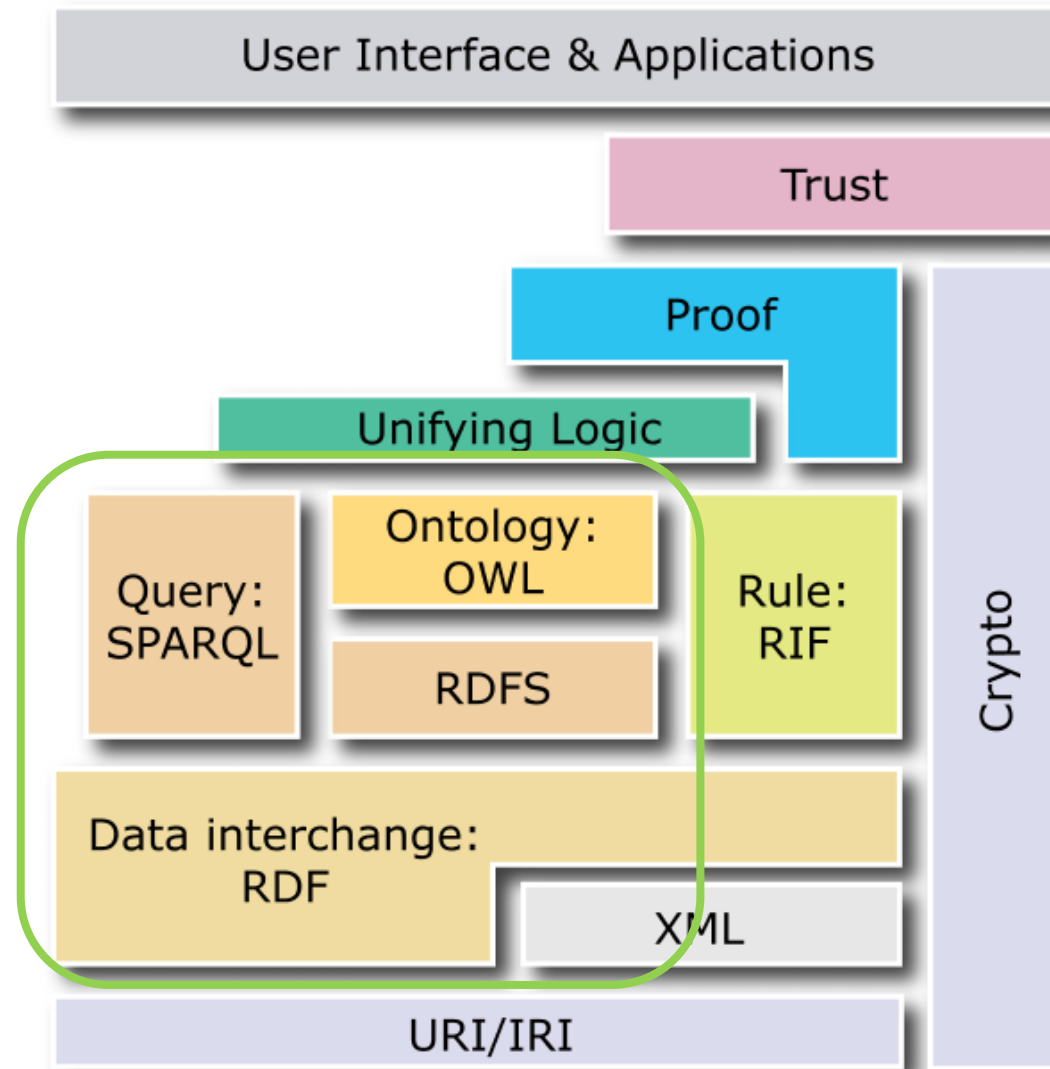 User Interface & Applications
Trust
Proof
Unifying Logic
Query:
SPARQL
Ontology:
OWL
RDFS
Rule:
RIF
Crypto
Data interchange:
RDF
XML
URI/IRI